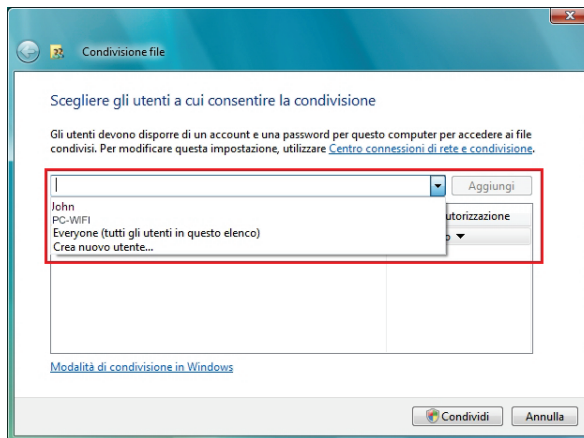 Condivisione file
Scegliere gli utenti a cui consentire la condivisione
Gli utenti devono disporre di un account e una password per questo computer per accedere ai file
condivisi. Per modificare questa impostazione, utilizzare Centro connessioni di rete e condivisione.
Aggiungi
John
PC-WIFI
Everyone (tutti gli utenti in questo elenco)
Crea nuovo utente...
utorizzazione
Modalità di condivisione in Windows
Condividi Annulla